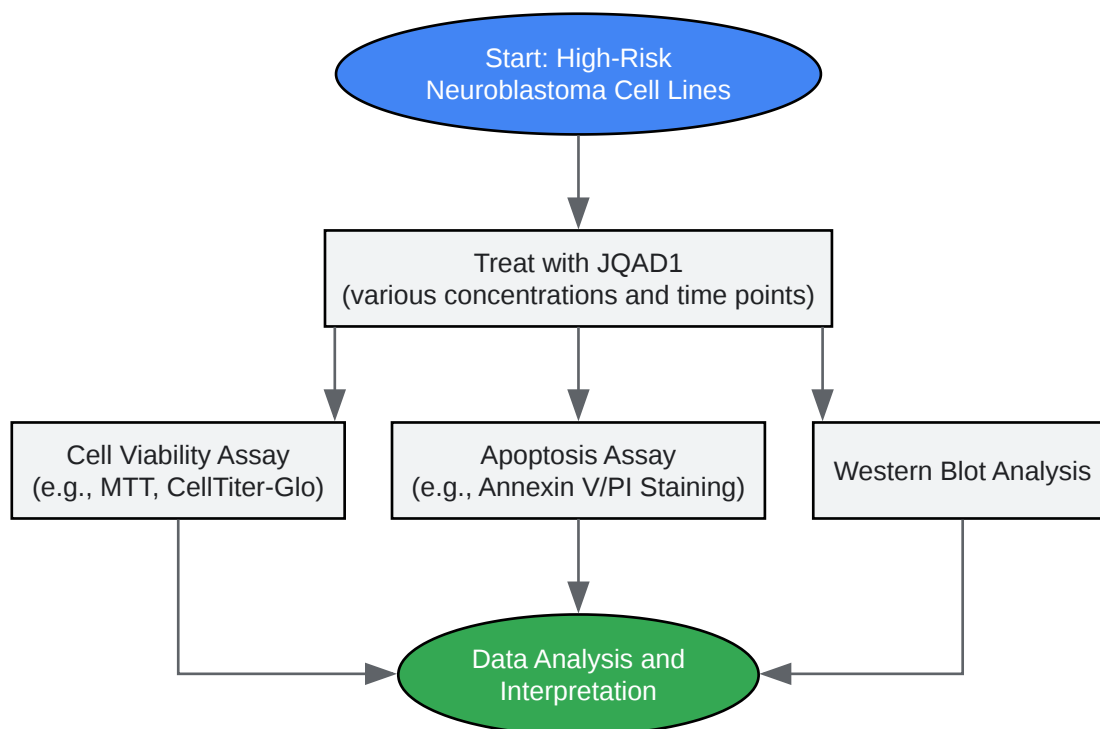 Start: High-Risk
Neuroblastoma Cell Lines
Treat with JQAD1
(various concentrations and time points)
Cell Viability Assay
(e.g., MTT, CellTiter-Glo)
Apoptosis Assay
(e.g., Annexin V/PI Staining)
Western Blot Analysis
Data Analysis and
Interpretation